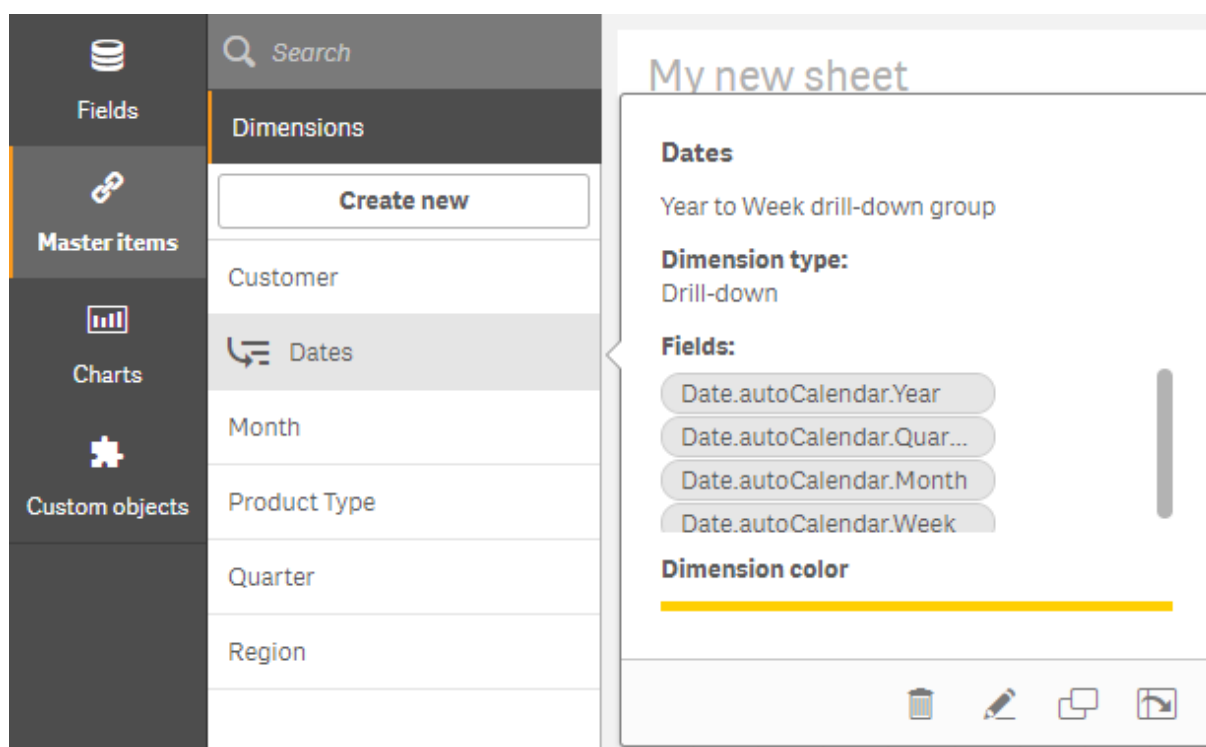 Fields
Master items
Charts
Custom objects
Search
Dimensions
Create new
Customer
Dates
Month
Product Type
Quarter
Region
My new sheet
Dates
Year to Week drill-down group
Dimension type:
Drill-down
Fields:
Date.autoCalendar.Year
Date.autoCalendar.Quar...
Date.autoCalendar.Month
Date.autoCalendar.Week
Dimension color